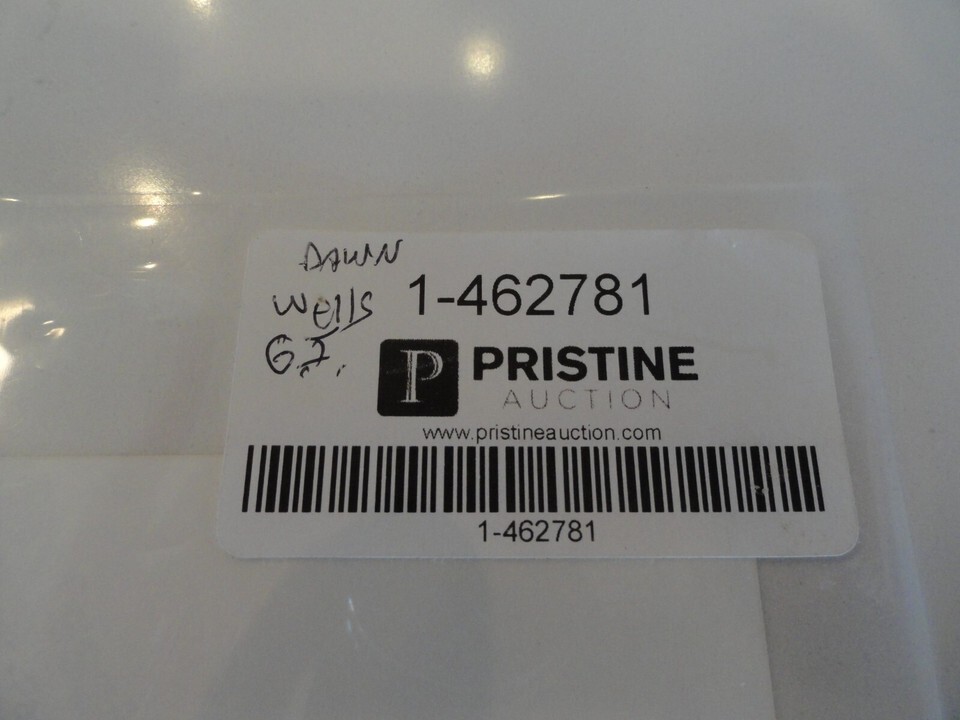 DAWN
Wells
G.I.
1-462781
P PRISTINE
AUCTION
www.pristineauction.com
1-462781